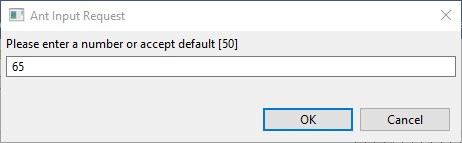 Ant Input Request
Please enter a number or accept default [50]
65
OK
Cancel